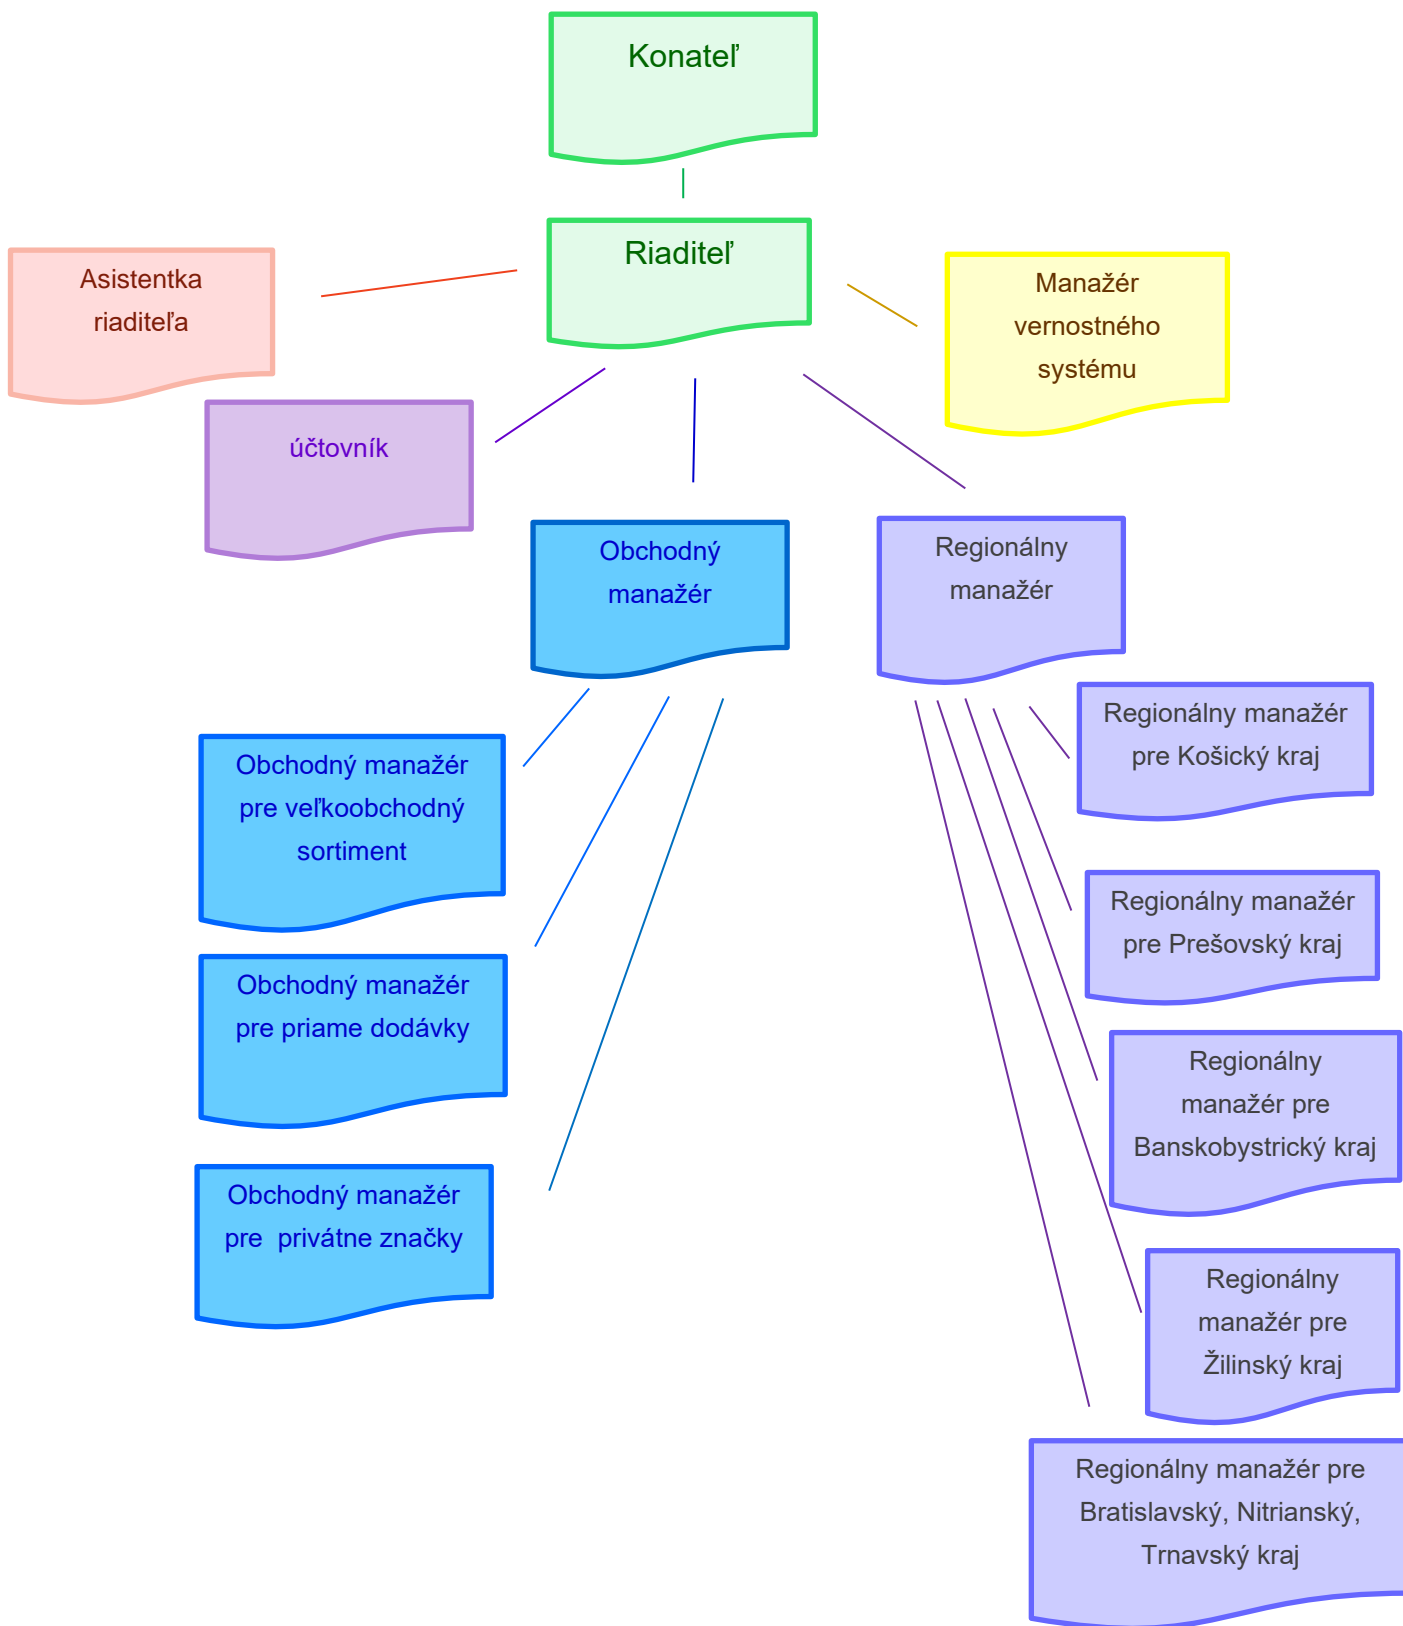 Konateľ
Riaditeľ
Asistentka
riaditeľa
Manažér
vernostného
systému
účtovník
Obchodný
manažér
Regionálny
manažér
Obchodný manažér
pre veľkoobchodný
sortiment
Obchodný manažér
pre priame dodávky
Obchodný manažér
pre  privátne značky
Regionálny manažér
pre Košický kraj
Regionálny manažér
pre Prešovský kraj
Regionálny
manažér pre
Banskobystrický kraj
Regionálny
manažér pre
Žilinský kraj
Regionálny manažér pre
Bratislavský, Nitrianský,
Trnavský kraj